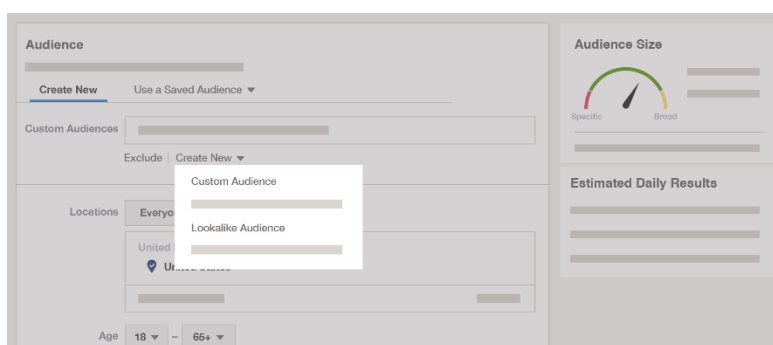 Audience
Create New Use a Saved Audience
Custom Audiences
Exclude | Create New
Custom Audience
Lookalike Audience
Locations
United
United States
Age 18 – 65+
Audience Size
Specific Broad
Estimated Daily Results